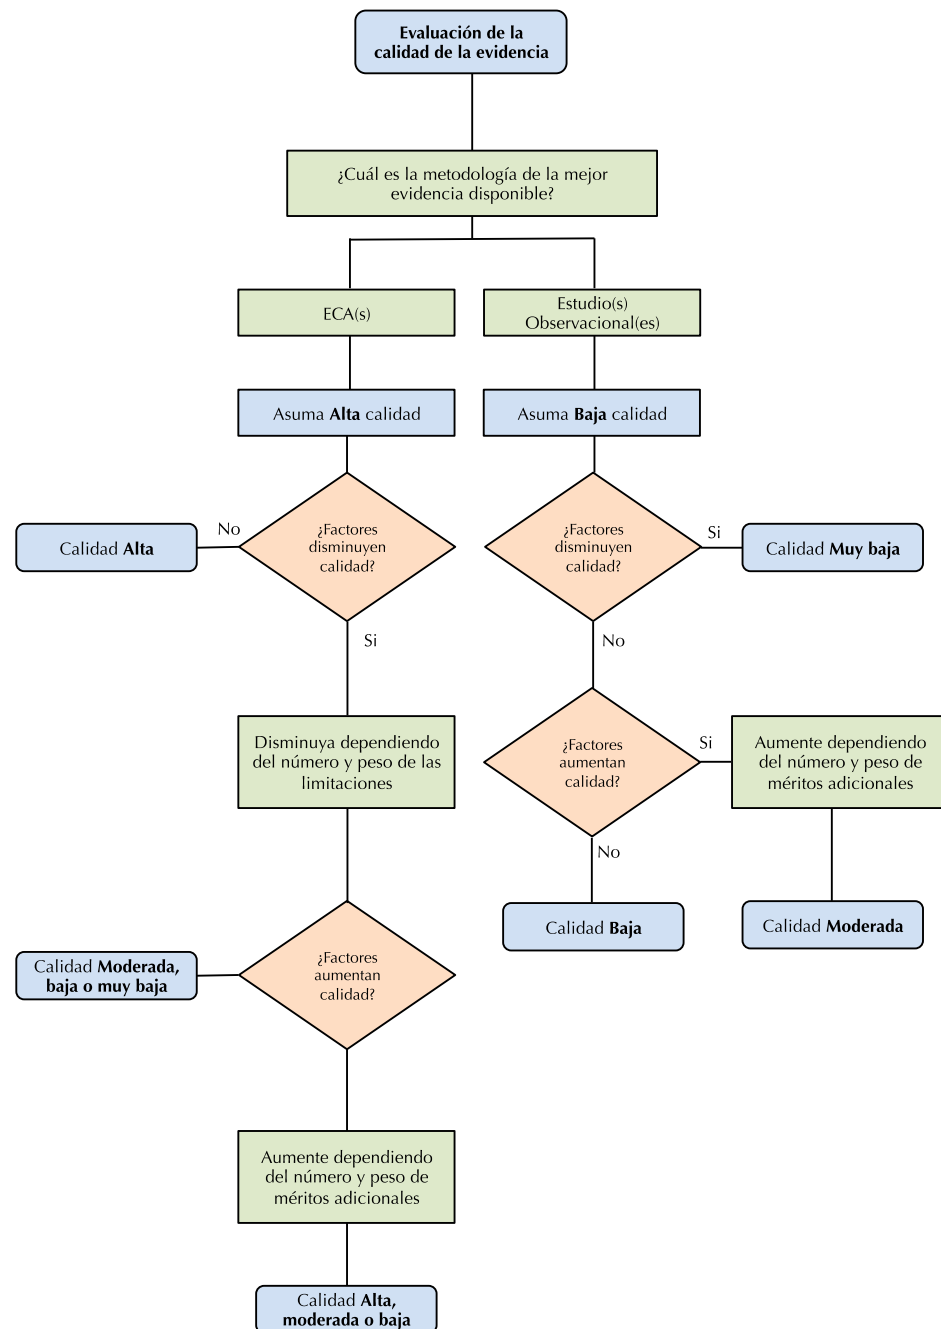 Evaluación de la
calidad de la evidencia
¿Cuál es la metodología de la mejor
evidencia disponible?
ECA(s)
Estudio(s)
Observacional(es)
Asuma Alta calidad
Asuma Baja calidad
Calidad Alta
No
¿Factores
disminuyen
calidad?
¿Factores
disminuyen
calidad?
Si
Calidad Muy baja
Si
No
Disminuya dependiendo
del número y peso de las
limitaciones
¿Factores
aumentan
calidad?
Si
Aumente dependiendo
del número y peso de
méritos adicionales
No
Calidad Baja
Calidad Moderada
Calidad Moderada,
baja o muy baja
¿Factores
aumentan
calidad?
Aumente dependiendo
del número y peso de
méritos adicionales
Calidad Alta,
moderada o baja